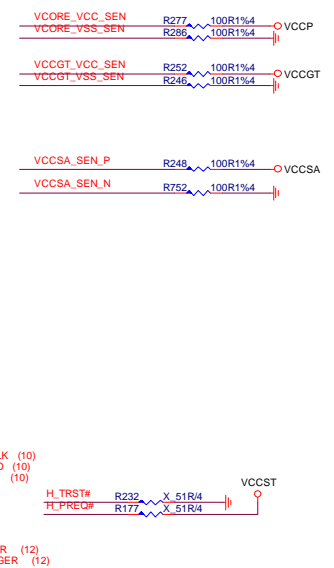 VCORE_VCC_SEN R277 100R1%4 VCCP
VCORE_VSS_SEN R286 100R1%4
VCCGT_VCC_SEN R252 100R1%4 VCCGT
VCCGT_VSS_SEN R246 100R1%4
VCCSA_SEN_P R248 100R1%4 VCCSA
VCCSA_SEN_N R752 100R1%4
LK (10)
O (10)
(10)
VCCST
H_TRST# R232 X_51R/4
H_PREQ# R177 X_51R/4
R (12)
GER (12)